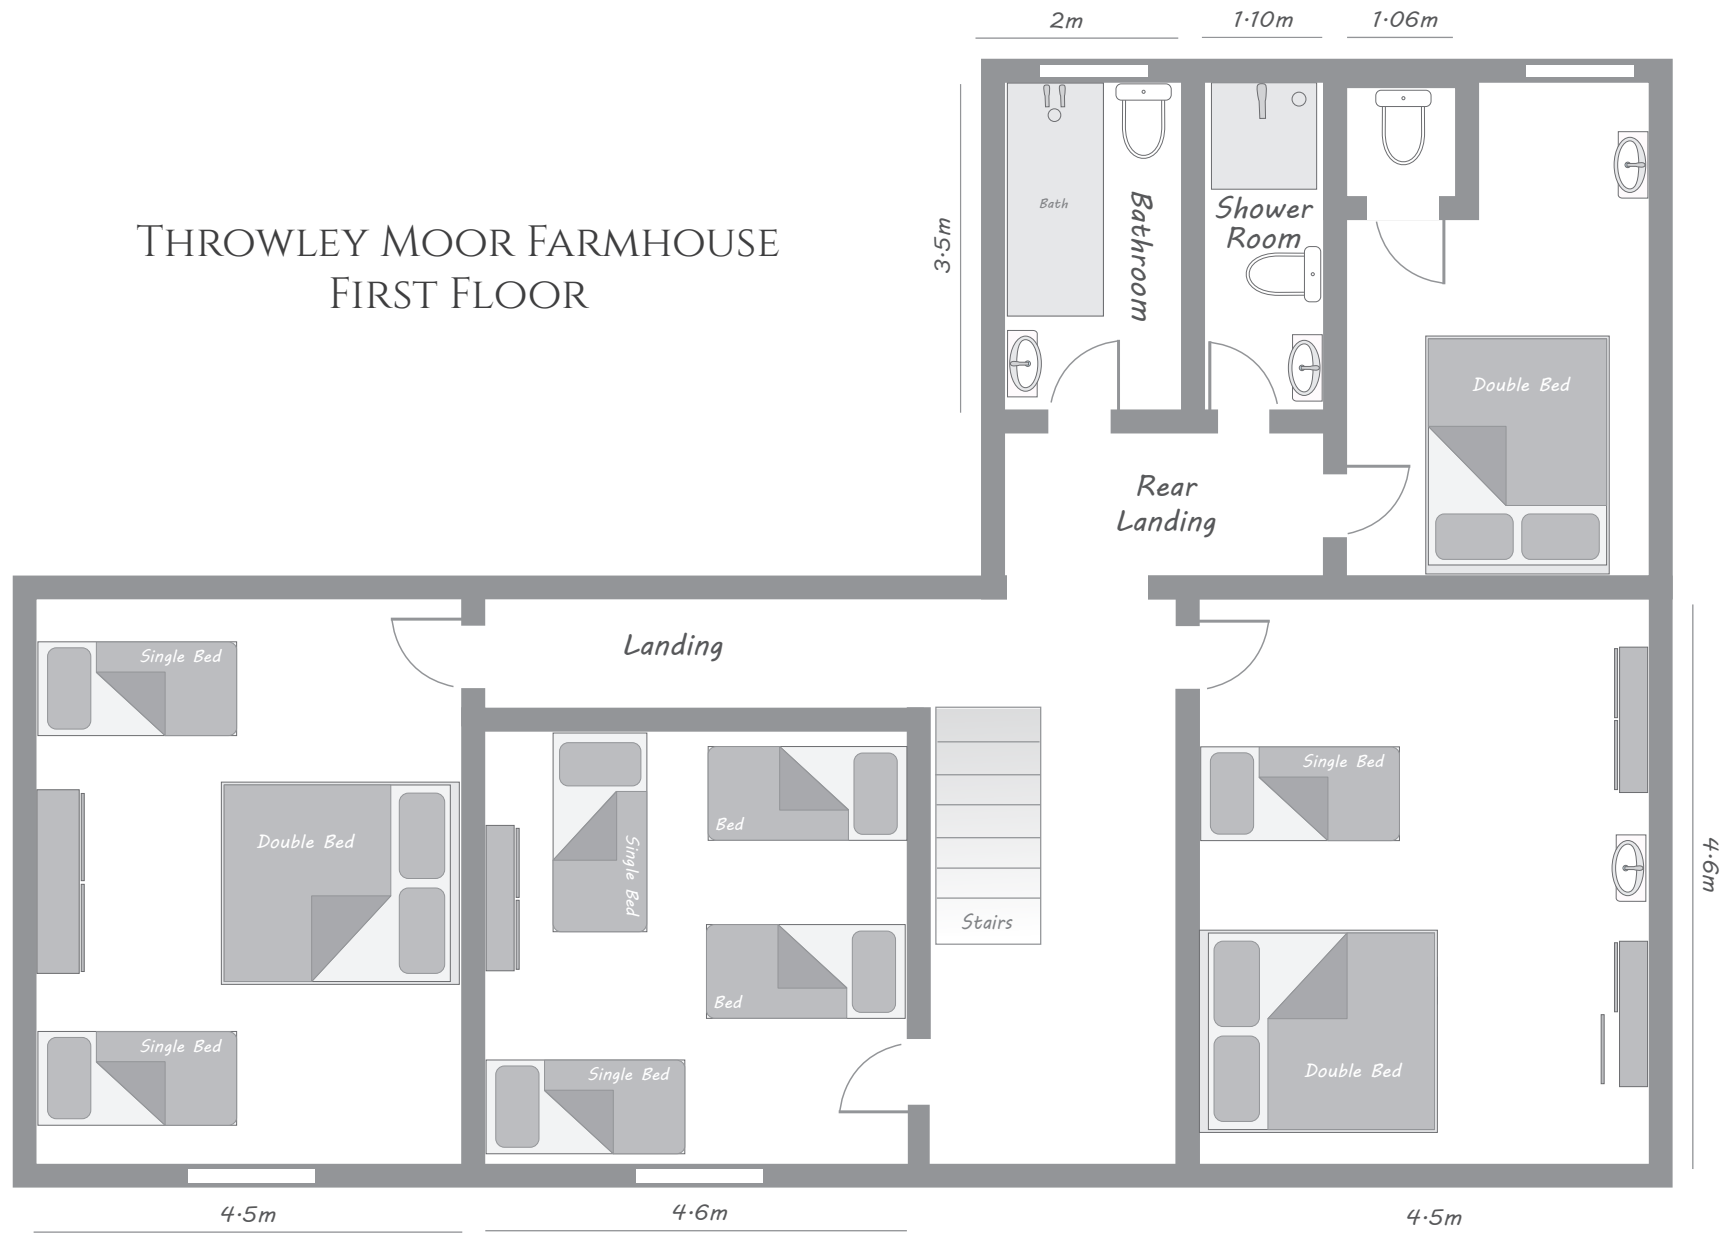 2m
1·10m
1·06m
THROWLEY MOOR FARMHOUSE
FIRST FLOOR
3·5m
Bath
Bathroom
Shower
Room
Double Bed
Rear
Landing
Landing
Single Bed
Double Bed
Single Bed
Single Bed
Bed
Bed
Single Bed
Stairs
Single Bed
Double Bed
4·6m
4·5m
4·6m
4·5m